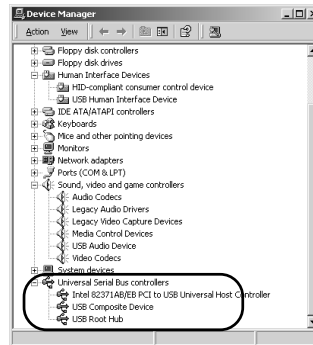 Device Manager
Action View
Floppy disk controllers
Floppy disk drives
Human Interface Devices
HID-compliant consumer control device
USB Human Interface Device
IDE ATA/ATAPI controllers
Keyboards
Mice and other pointing devices
Monitors
Network adapters
Ports (COM & LPT)
Sound, video and game controllers
Audio Codecs
Legacy Audio Drivers
Legacy Video Capture Devices
Media Control Devices
USB Audio Device
Video Codecs
System devices
Universal Serial Bus controllers
Intel 82371AB/EB PCI to USB Universal Host Controller
USB Composite Device
USB Root Hub